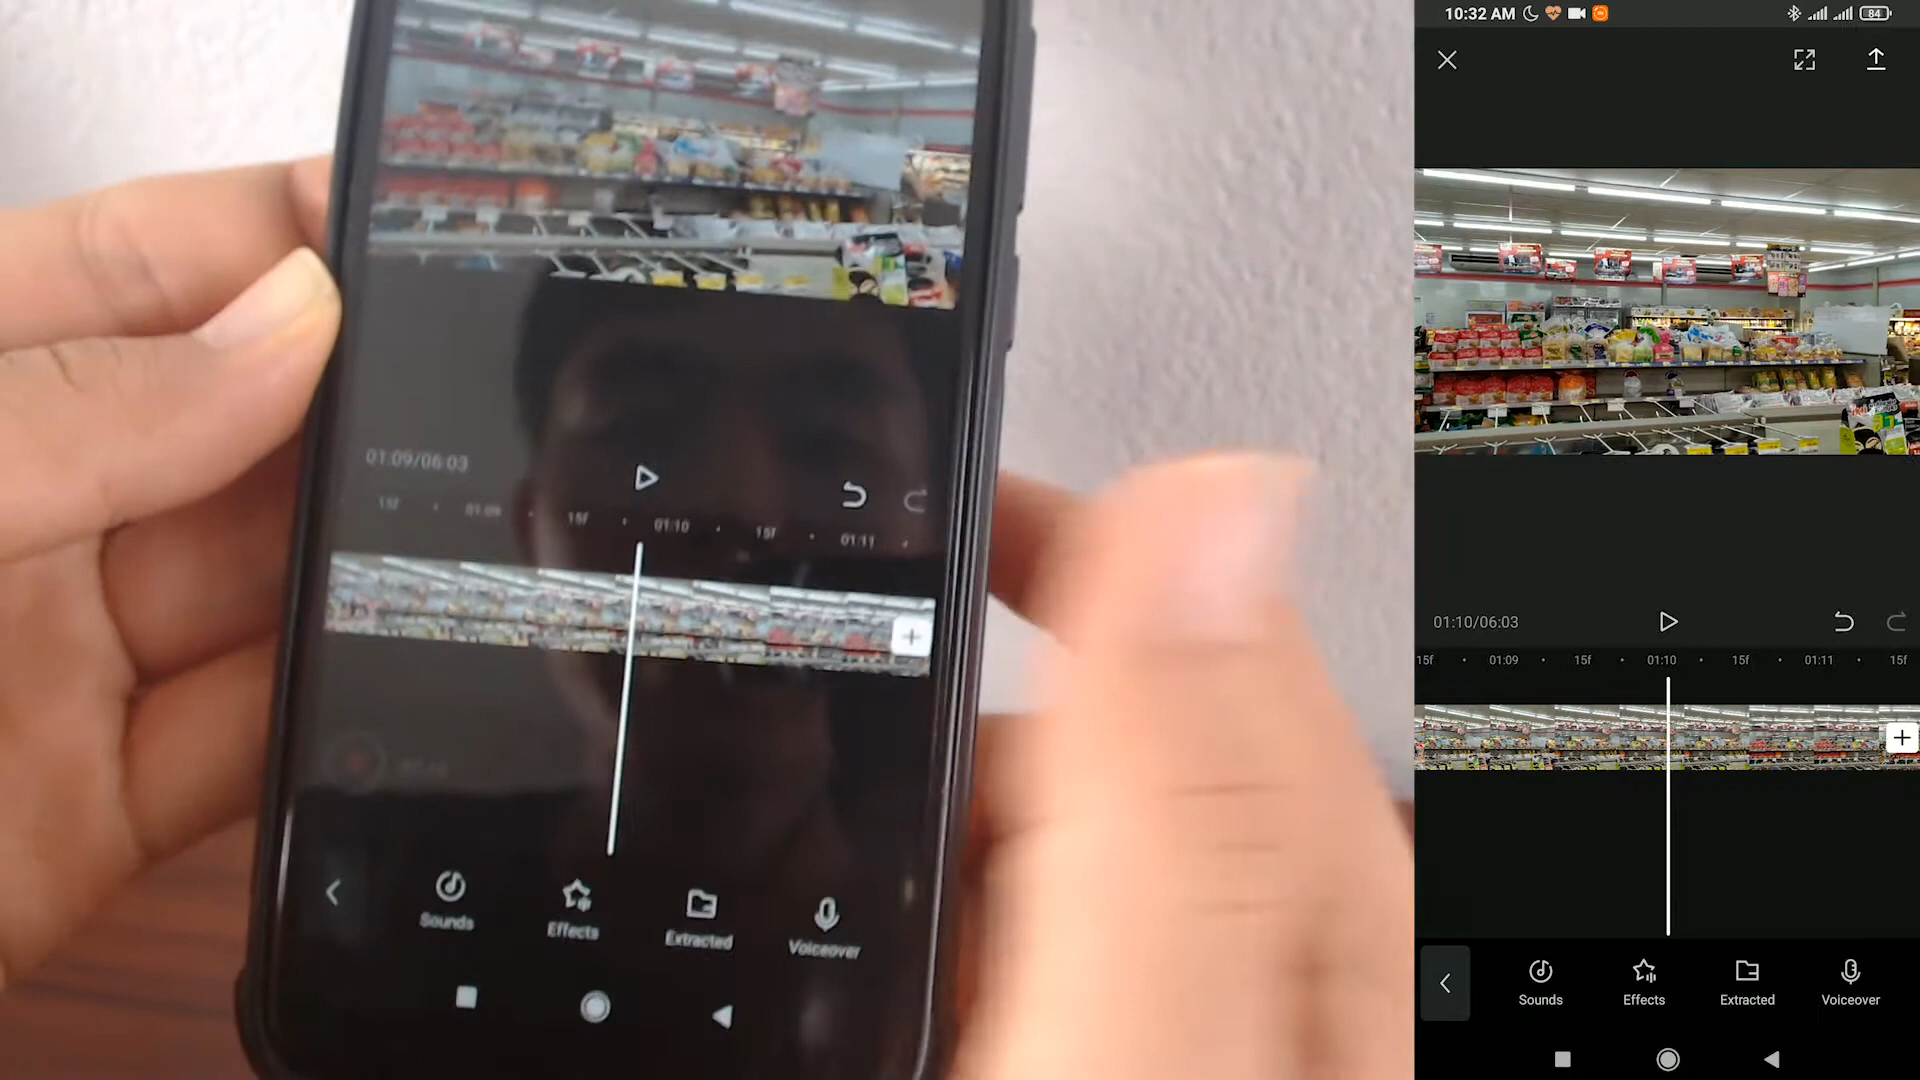 01:09/06:03
15f 01:09 15f 01:10 15f 01:11
Sounds Effects Extracted Voiceover
10:32 AM 84
01:10/06:03
15f 01:09 15f 01:10 15f 01:11 15f
Sounds Effects Extracted Voiceover